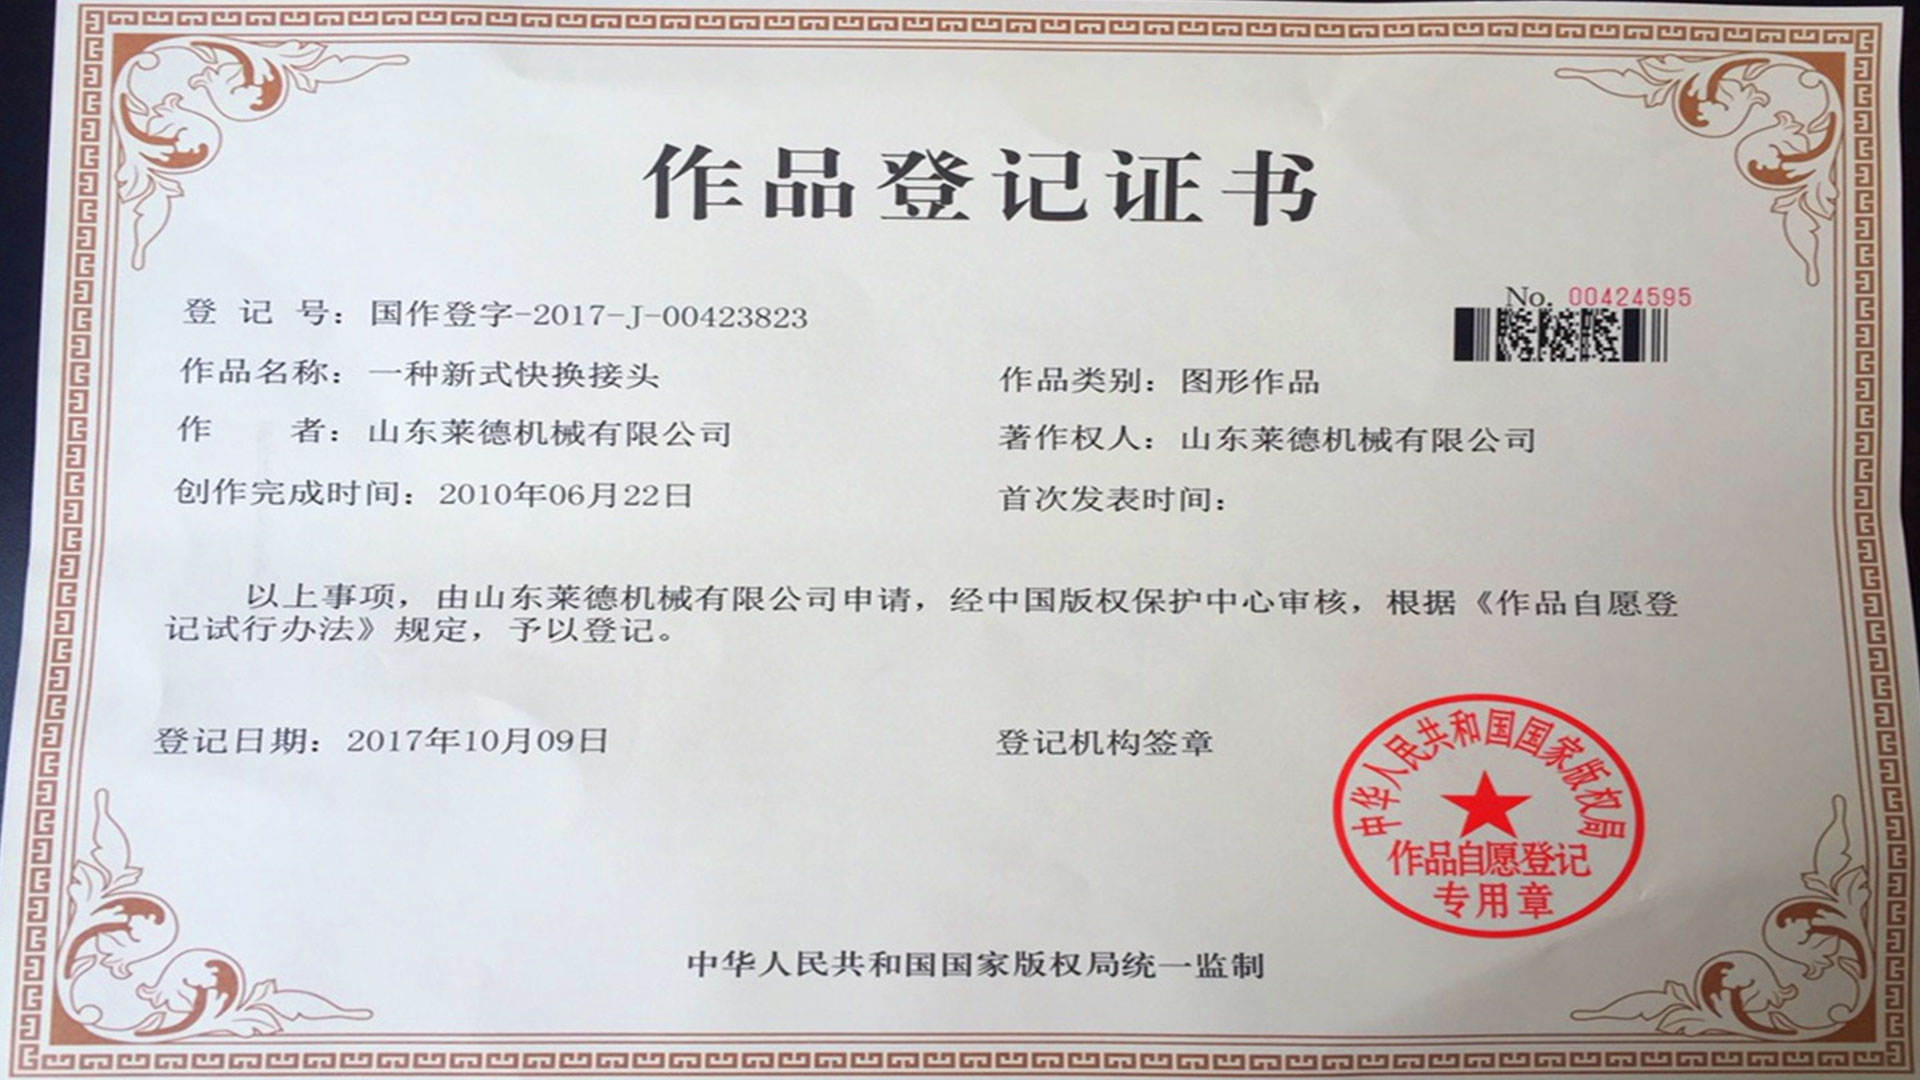 作品登记证书
No. 00424595
登记号：国作登字-2017-J-00423823
作品名称：一种新式快换接头
作品类别：图形作品
作者：山东莱德机械有限公司
著作权人：山东莱德机械有限公司
创作完成时间：2010年06月22日
首次发表时间：
以上事项，由山东莱德机械有限公司申请，经中国版权保护中心审核，根据《作品自愿登
记试行办法》规定，予以登记。
登记日期：2017年10月09日
登记机构签章
中华人民共和国国家版权局
作品自愿登记
专用章
中华人民共和国国家版权局统一监制